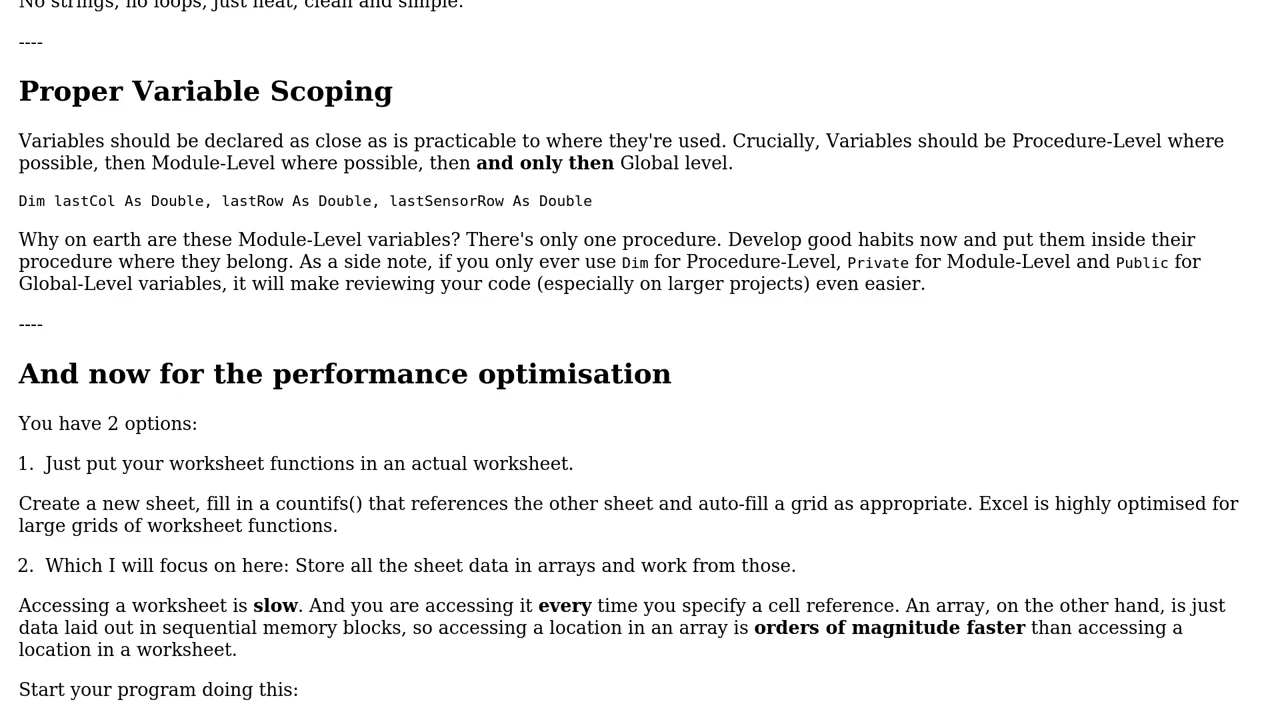 No strings, no loops, just neat, clean and simple.
----
Proper Variable Scoping
Variables should be declared as close as is practicable to where they're used. Crucially, Variables should be Procedure-Level where
possible, then Module-Level where possible, then and only then Global level.
Dim lastCol As Double, lastRow As Double, lastSensorRow As Double
Why on earth are these Module-Level variables? There's only one procedure. Develop good habits now and put them inside their
procedure where they belong. As a side note, if you only ever use Dim for Procedure-Level, Private for Module-Level and Public for
Global-Level variables, it will make reviewing your code (especially on larger projects) even easier.
----
And now for the performance optimisation
You have 2 options:
1. Just put your worksheet functions in an actual worksheet.
Create a new sheet, fill in a countifs() that references the other sheet and auto-fill a grid as appropriate. Excel is highly optimised for
large grids of worksheet functions.
2. Which I will focus on here: Store all the sheet data in arrays and work from those.
Accessing a worksheet is slow. And you are accessing it every time you specify a cell reference. An array, on the other hand, is just
data laid out in sequential memory blocks, so accessing a location in an array is orders of magnitude faster than accessing a
location in a worksheet.
Start your program doing this: